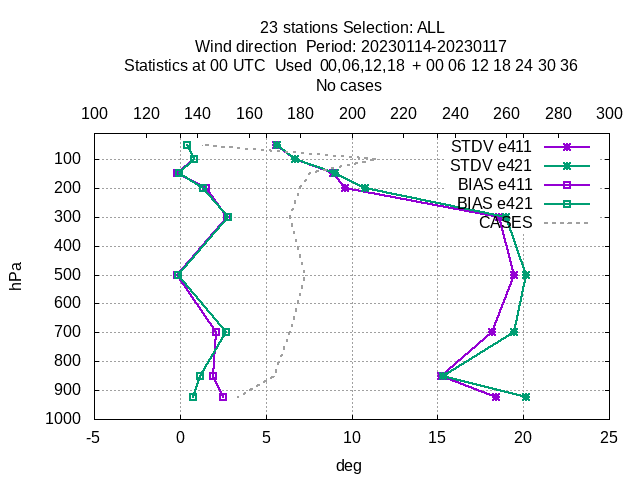 23 stations Selection: ALL
Wind direction  Period: 20230114-20230117
Statistics at 00 UTC  Used  00,06,12,18  + 00 06 12 18 24 30 36
No cases
100 120 140 160 180 200 220 240 260 280 300
STDV e411
STDV e421
BIAS e411
BIAS e421
CASES
100
200
300
400
500
600
700
800
900
1000
hPa
-5 0 5 10 15 20 25
deg